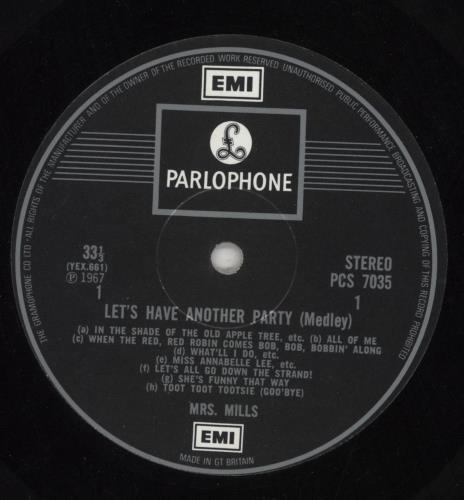 THE GRAMOPHONE CO LTD · ALL RIGHTS OF THE MANUFACTURER AND OF THE OWNER OF THE RECORDED WORK RESERVED UNAUTHORISED PUBLIC PERFORMANCE BROADCASTING AND COPYING OF THIS RECORD PROHIBITED
EMI
£
PARLOPHONE
33⅓
(YEX.661)
℗ 1967
1
STEREO
PCS 7035
1
LET'S HAVE ANOTHER PARTY (Medley)
(a) IN THE SHADE OF THE OLD APPLE TREE, etc. (b) ALL OF ME
(c) WHEN THE RED, RED ROBIN COMES BOB, BOB, BOBBIN' ALONG
(d) WHAT'LL I DO, etc.
(e) MISS ANNABELLE LEE, etc.
(f) LET'S ALL GO DOWN THE STRAND!
(g) SHE'S FUNNY THAT WAY
(h) TOOT TOOT TOOTSIE (GOO'BYE)
MRS. MILLS
EMI
MADE IN GT BRITAIN